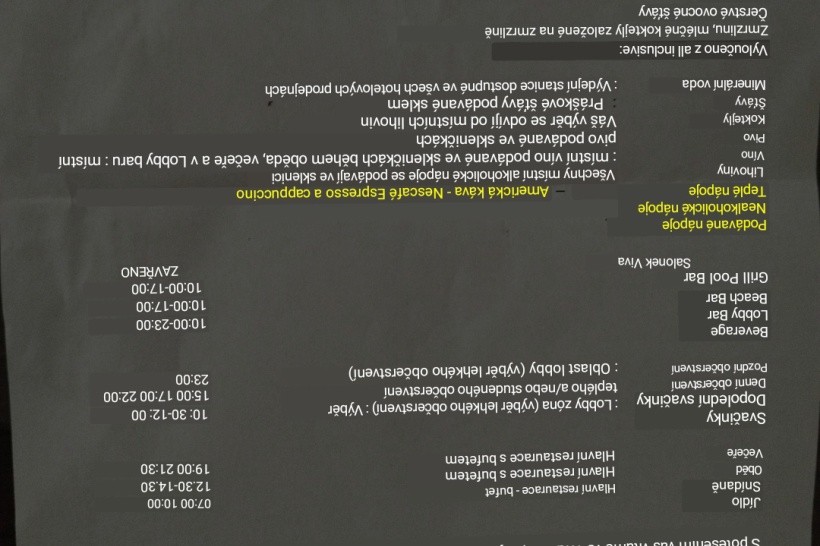 S potěšením vás vítáme
Jídlo
Snídaně Hlavní restaurace - bufet 07:00 10:00
Oběd Hlavní restaurace s bufetem 12.30-14.30
Večeře Hlavní restaurace s bufetem 19:00 21:30
Svačinky
Dopolední svačinky : Lobby zóna (výběr lehkého občerstvení) : Výběr 10: 30-12: 00
Denní občerstvení teplého a/nebo studeného občerstvení 15:00 17:00 22:00
Pozdní občerstvení : Oblast lobby (výběr lehkého občerstvení) 23:00
Beverage
Lobby Bar 10:00-23:00
Beach Bar 10:00-17:00
Grill Pool Bar 10:00-17:00
Salonek Viva ZAVŘENO
Podávané nápoje
Nealkoholické nápoje
Teplé nápoje – Americká káva - Nescafé Espresso a cappuccino
Lihoviny Všechny místní alkoholické nápoje se podávají ve sklenici
Víno : místní víno podávané ve skleničkách během oběda, večeře a v Lobby baru : místní
Pivo pivo podávané ve skleničkách
Koktejly Váš výběr se odvíjí od místních lihovin
Šťávy : Práškové šťávy podávané sklem
Minerální voda : Výdejní stanice dostupné ve všech hotelových prodejnách
Vyloučeno z all inclusive:
Zmrzlinu, mléčné koktejly založené na zmrzlině
Čerstvé ovocné šťávy